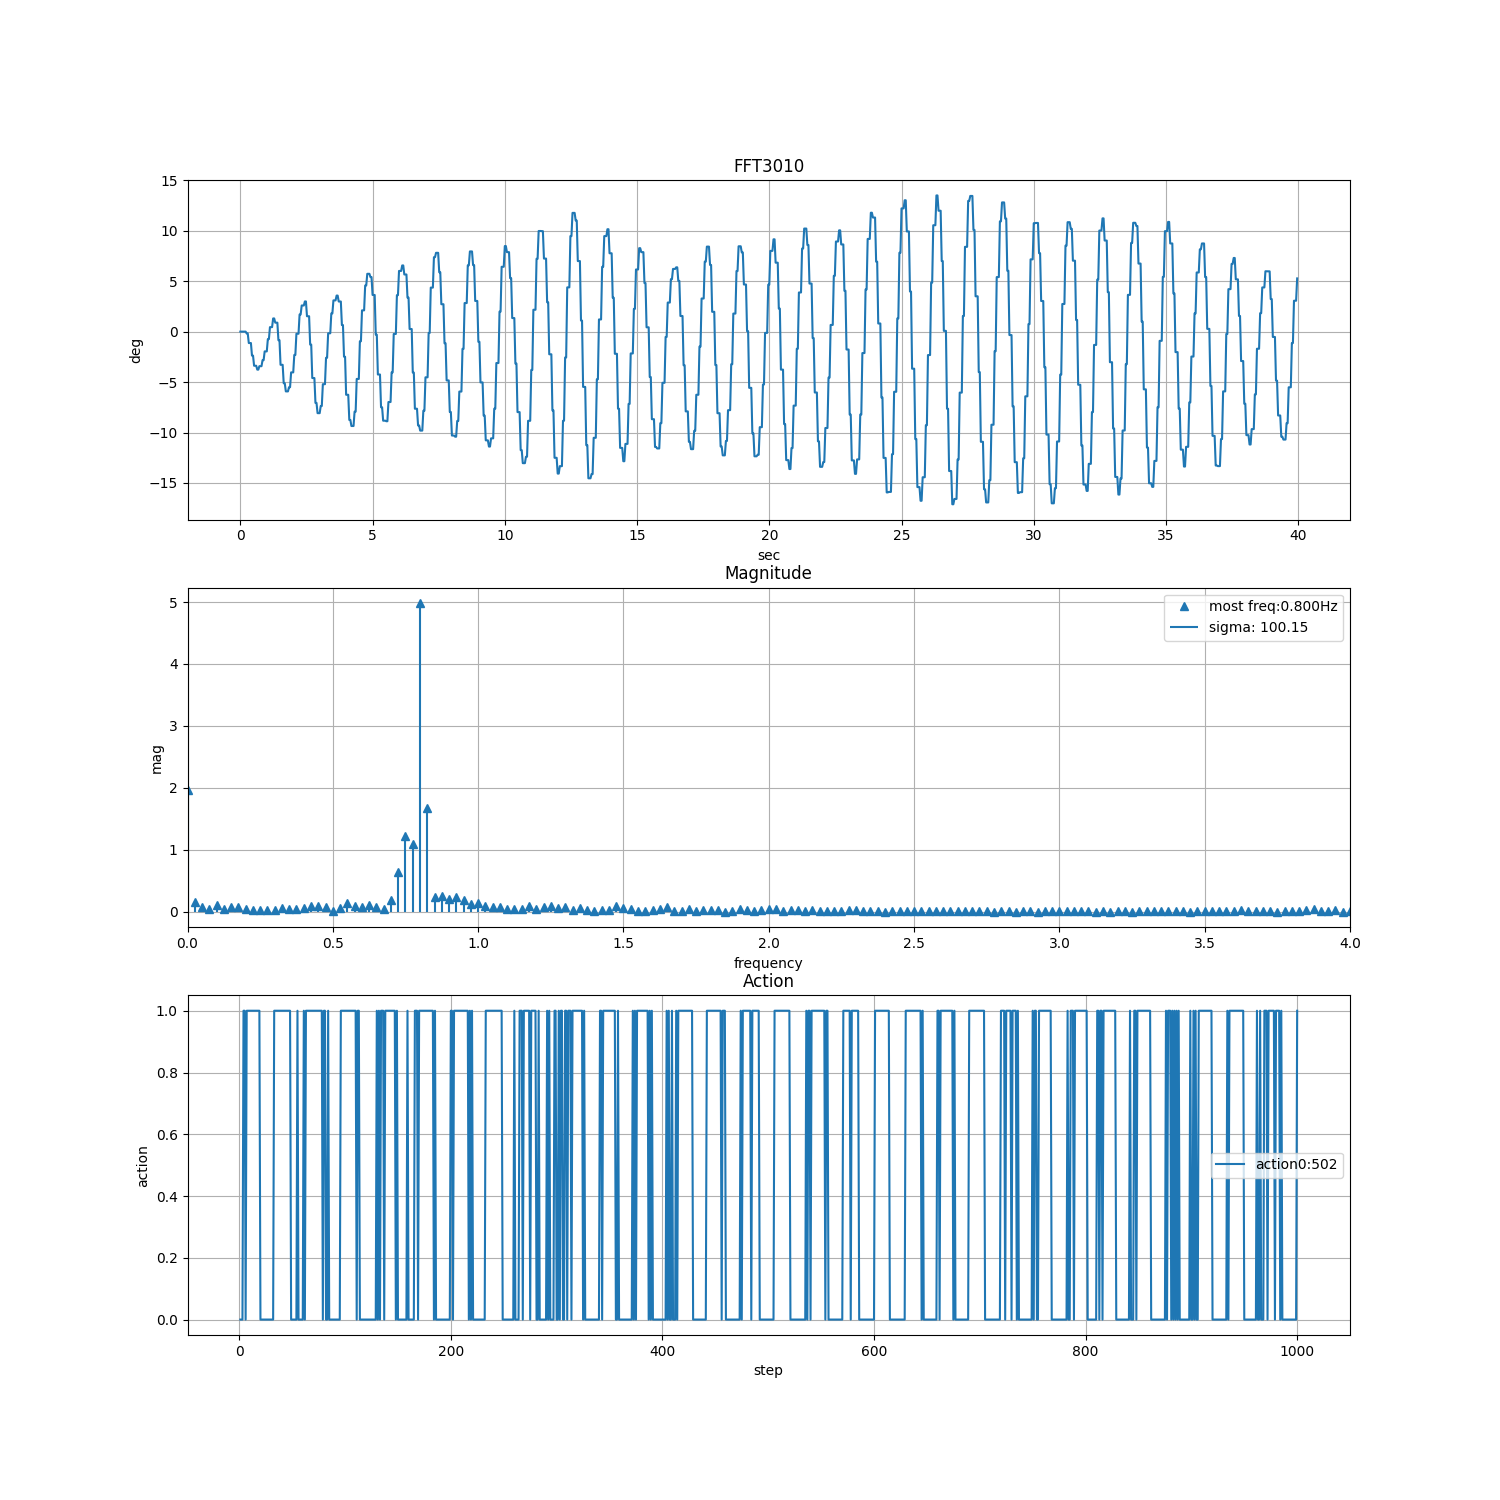 FFT3010
15
10
5
0
−5
−10
−15
deg
0 5 10 15 20 25 30 35 40
sec
Magnitude
5
4
3
2
1
0
mag
most freq:0.800Hz
sigma: 100.15
0.0 0.5 1.0 1.5 2.0 2.5 3.0 3.5 4.0
frequency
Action
1.0
0.8
0.6
0.4
0.2
0.0
action
action0:502
0 200 400 600 800 1000
step